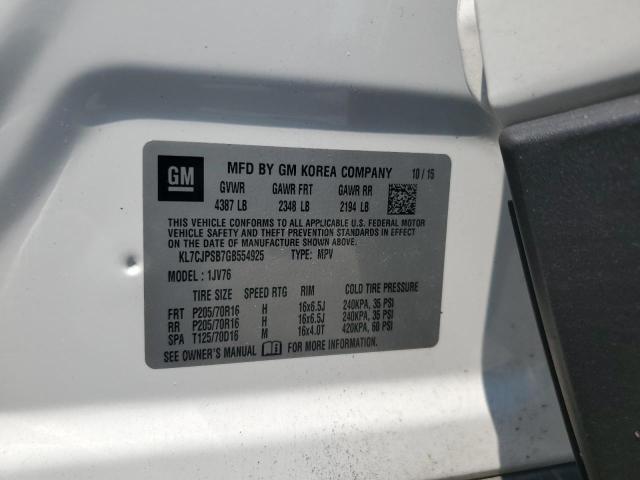 GM
MFD BY GM KOREA COMPANY 10/15
GVWR GAWR FRT GAWR RR
4387 LB 2348 LB 2194 LB
THIS VEHICLE CONFORMS TO ALL APPLICABLE U.S. FEDERAL MOTOR
VEHICLE SAFETY AND THEFT PREVENTION STANDARDS IN
EFFECT ON THE DATE OF MANUFACTURE SHOWN ABOVE.
KL7CJPSB7GB554925 TYPE: MPV
MODEL : 1JV76
TIRE SIZE SPEED RTG RIM COLD TIRE PRESSURE
FRT P205/70R16 H 16x6.5J 240KPA, 35 PSI
RR P205/70R16 H 16x6.5J 240KPA, 35 PSI
SPA T125/70D16 M 16x4.0T 420KPA, 60 PSI
SEE OWNER'S MANUAL FOR MORE INFORMATION.